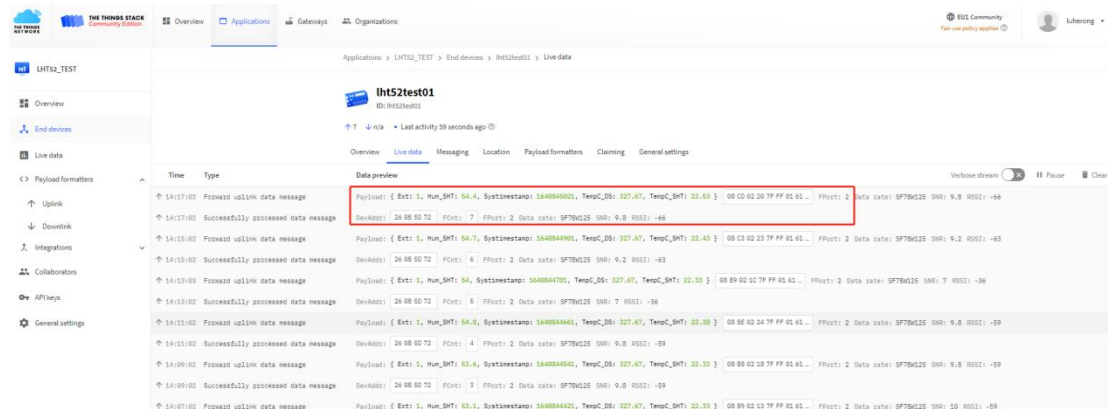 THE THINGS NETWORK
THE THINGS STACK
Community Edition
Overview
Applications
Gateways
Organizations
EU1 Community
Fair use policy applies
luherong
LHT52_TEST
Overview
End devices
Live data
Payload formatters
Uplink
Downlink
Integrations
Collaborators
API keys
General settings
Applications > LHT52_TEST > End devices > lht52test01 > Live data
lht52test01
ID: lht52test01
↑ 7 ↓ n/a • Last activity 59 seconds ago
Overview Live data Messaging Location Payload formatters Claiming General settings
Time Type Data preview Verbose stream Pause Clear
↑ 14:17:03 Forward uplink data message Payload: { Ext: 1, Hum_SHT: 54.4, Systimestamp: 1640845021, TempC_DS: 327.67, TempC_SHT: 22.53 } 08 CD 02 20 7F FF 01 61 … FPort: 2 Data rate: SF7BW125 SNR: 9.8 RSSI: -66
↑ 14:17:02 Successfully processed data message DevAddr: 26 0B 5D 72 FCnt: 7 FPort: 2 Data rate: SF7BW125 SNR: 9.8 RSSI: -66
↑ 14:15:02 Forward uplink data message Payload: { Ext: 1, Hum_SHT: 54.7, Systimestamp: 1640844901, TempC_DS: 327.67, TempC_SHT: 22.43 } 08 C3 02 23 7F FF 01 61 … FPort: 2 Data rate: SF7BW125 SNR: 9.2 RSSI: -63
↑ 14:15:02 Successfully processed data message DevAddr: 26 0B 5D 72 FCnt: 6 FPort: 2 Data rate: SF7BW125 SNR: 9.2 RSSI: -63
↑ 14:13:03 Forward uplink data message Payload: { Ext: 1, Hum_SHT: 54, Systimestamp: 1640844781, TempC_DS: 327.67, TempC_SHT: 22.33 } 08 B9 02 1C 7F FF 01 61 … FPort: 2 Data rate: SF7BW125 SNR: 7 RSSI: -36
↑ 14:13:02 Successfully processed data message DevAddr: 26 0B 5D 72 FCnt: 5 FPort: 2 Data rate: SF7BW125 SNR: 7 RSSI: -36
↑ 14:11:02 Forward uplink data message Payload: { Ext: 1, Hum_SHT: 54.8, Systimestamp: 1640844661, TempC_DS: 327.67, TempC_SHT: 22.38 } 08 BE 02 24 7F FF 01 61 … FPort: 2 Data rate: SF7BW125 SNR: 9.8 RSSI: -59
↑ 14:11:02 Successfully processed data message DevAddr: 26 0B 5D 72 FCnt: 4 FPort: 2 Data rate: SF7BW125 SNR: 9.8 RSSI: -59
↑ 14:09:02 Forward uplink data message Payload: { Ext: 1, Hum_SHT: 53.6, Systimestamp: 1640844541, TempC_DS: 327.67, TempC_SHT: 22.32 } 08 B8 02 18 7F FF 01 61 … FPort: 2 Data rate: SF7BW125 SNR: 9.8 RSSI: -59
↑ 14:09:02 Successfully processed data message DevAddr: 26 0B 5D 72 FCnt: 3 FPort: 2 Data rate: SF7BW125 SNR: 9.8 RSSI: -59
↑ 14:07:02 Forward uplink data message Payload: { Ext: 1, Hum_SHT: 53.1, Systimestamp: 1640844421, TempC_DS: 327.67, TempC_SHT: 22.33 } 08 B9 02 13 7F FF 01 61 … FPort: 2 Data rate: SF7BW125 SNR: 10 RSSI: -59